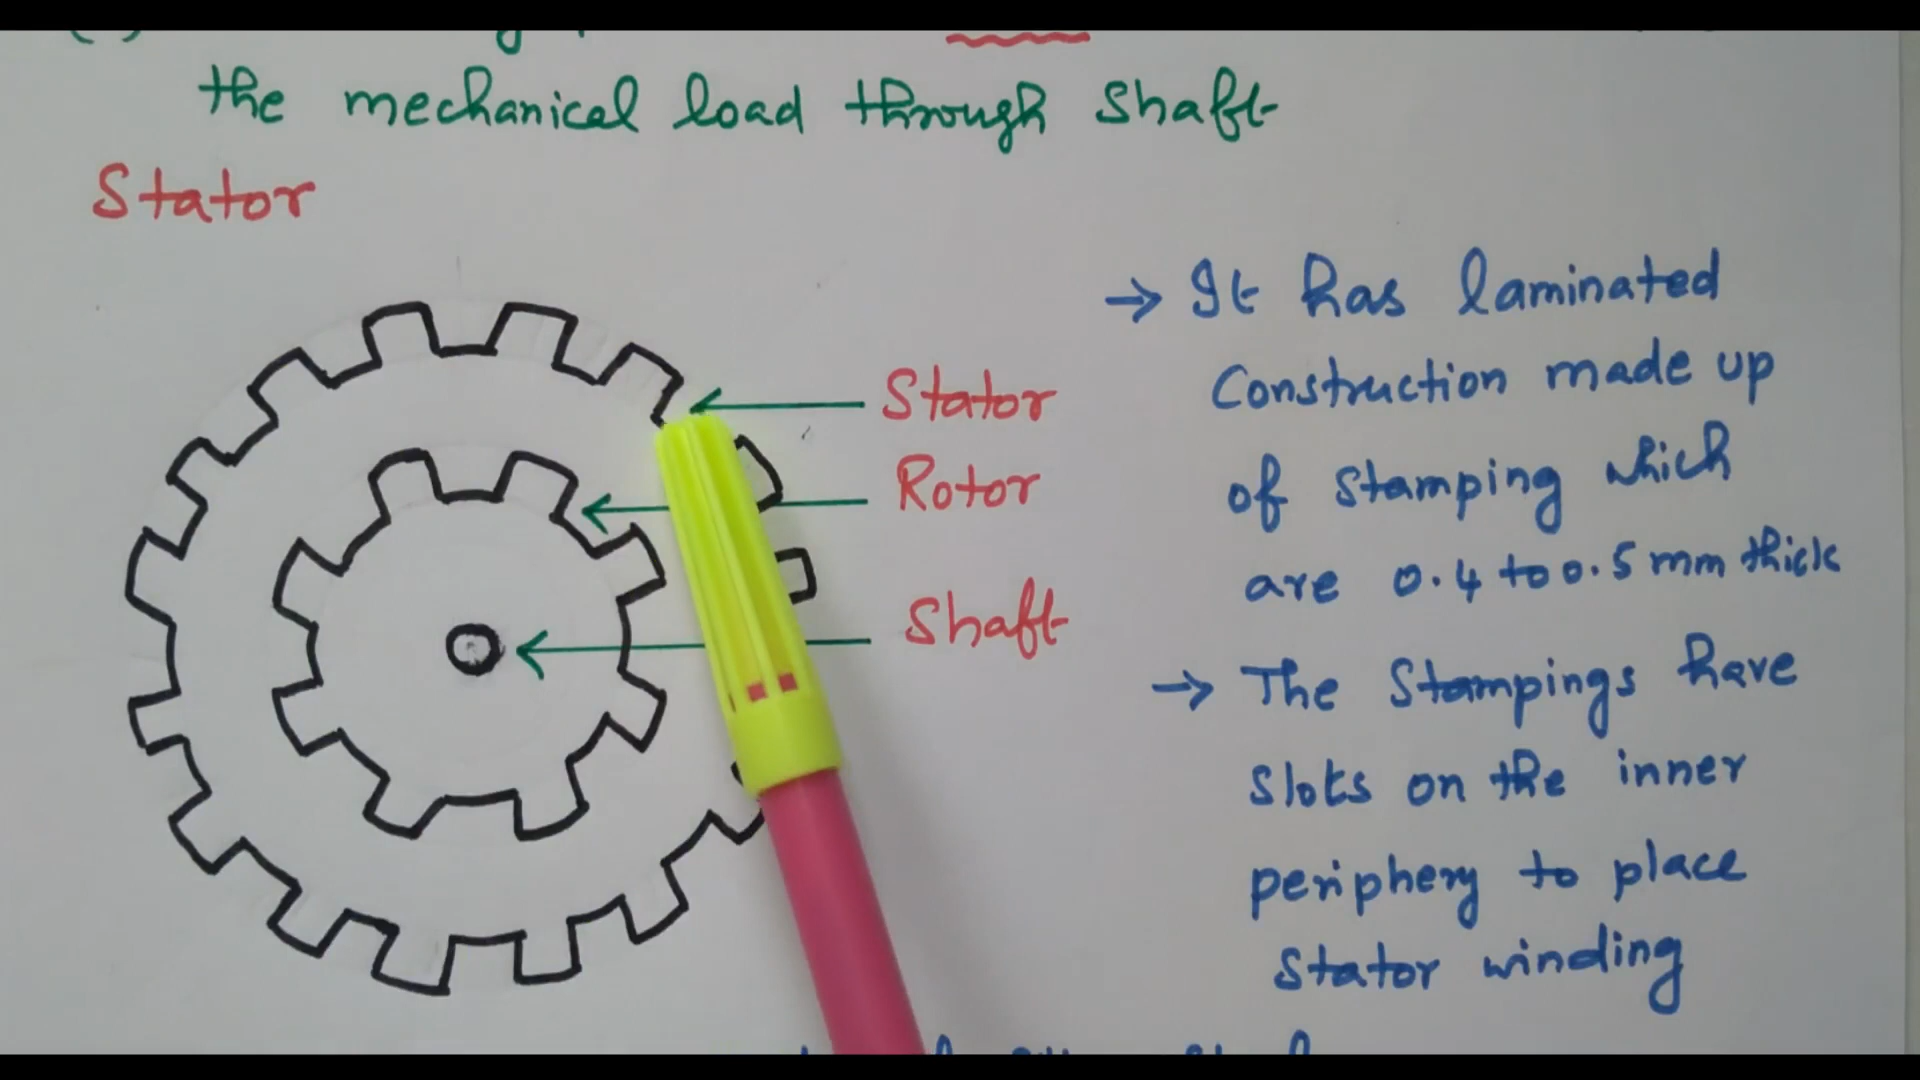 the mechanical load through shaft
Stator
Stator
Rotor
Shaft
→ It has laminated
Construction made up
of stamping which
are 0.4 to 0.5 mm thick
→ The Stampings have
slots on the inner
periphery to place
stator winding